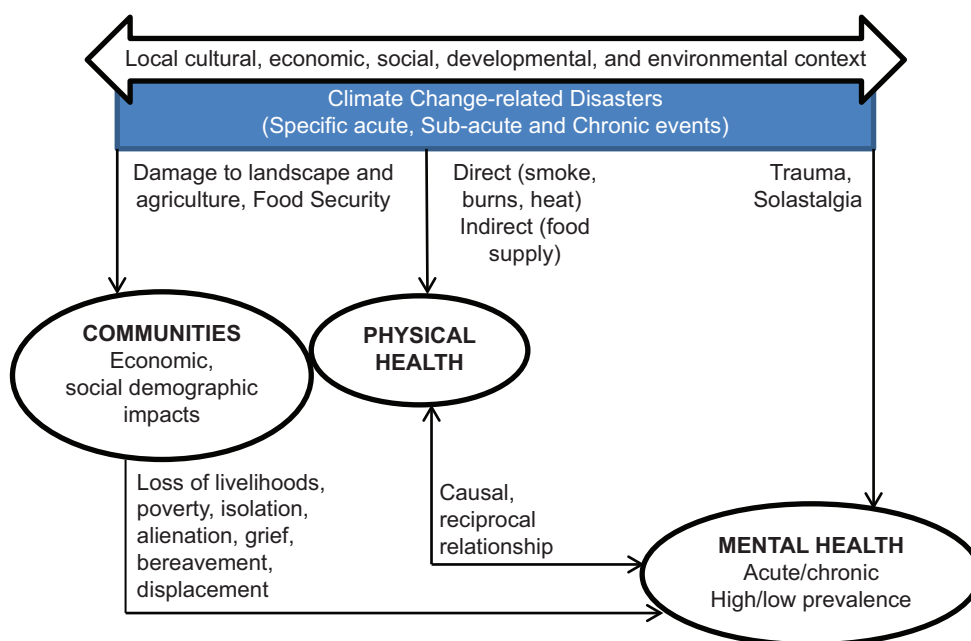 Local cultural, economic, social, developmental, and environmental context
Climate Change-related Disasters
(Specific acute, Sub-acute and Chronic events)
Damage to landscape and
agriculture, Food Security
Direct (smoke,
burns, heat)
Indirect (food
supply)
Trauma,
Solastalgia
COMMUNITIES
Economic,
social demographic
impacts
PHYSICAL
HEALTH
Loss of livelihoods,
poverty, isolation,
alienation, grief,
bereavement,
displacement
Causal,
reciprocal
relationship
MENTAL HEALTH
Acute/chronic
High/low prevalence